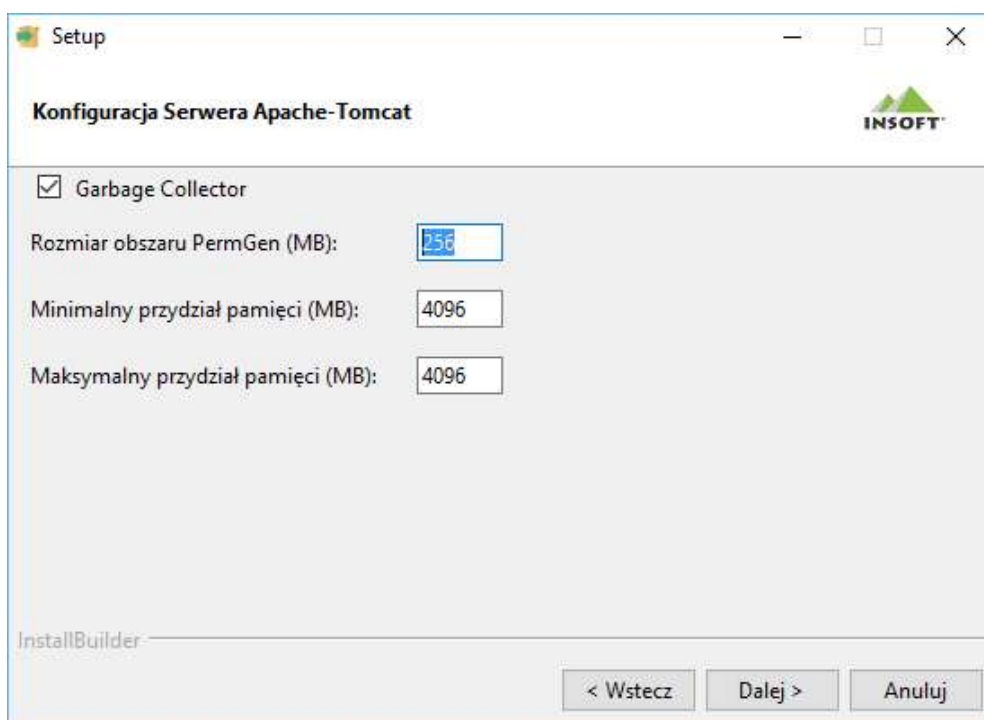 Setup
Konfiguracja Serwera Apache-Tomcat
INSOFT
Garbage Collector
Rozmiar obszaru PermGen (MB): 256
Minimalny przydział pamięci (MB): 4096
Maksymalny przydział pamięci (MB): 4096
InstallBuilder
< Wstecz Dalej > Anuluj